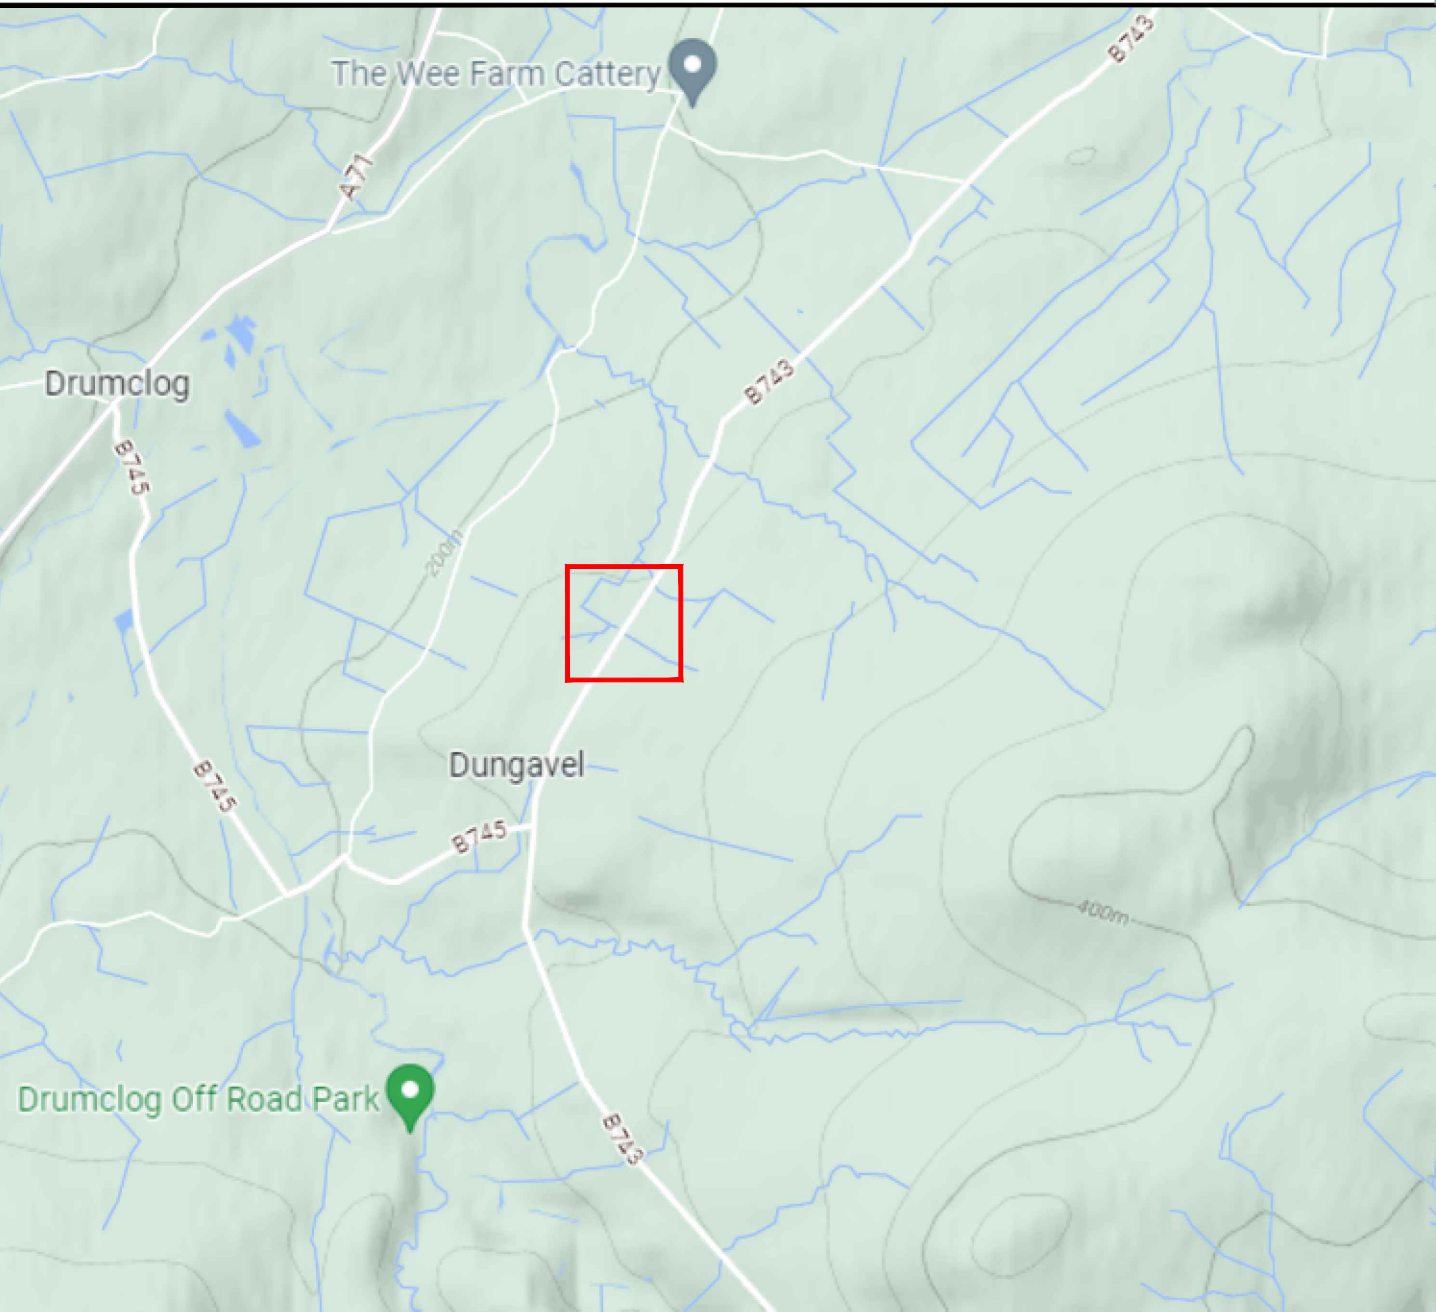 B743
The Wee Farm Cattery
A71
B743
Drumclog
B745
200m
Dungavel
B745
B745
400m
Drumclog Off Road Park
B743